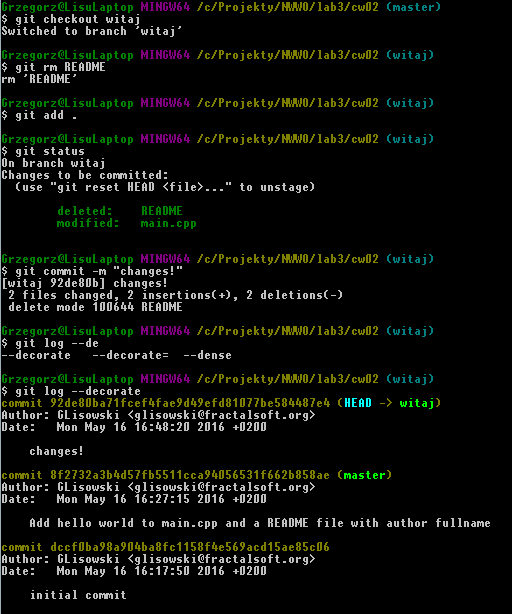 Grzegorz@LisuLaptop MINGW64 /c/Projekty/NWWO/lab3/cw02 (master)
$ git checkout witaj
Switched to branch 'witaj'
Grzegorz@LisuLaptop MINGW64 /c/Projekty/NWWO/lab3/cw02 (witaj)
$ git rm README
rm 'README'
Grzegorz@LisuLaptop MINGW64 /c/Projekty/NWWO/lab3/cw02 (witaj)
$ git add .
Grzegorz@LisuLaptop MINGW64 /c/Projekty/NWWO/lab3/cw02 (witaj)
$ git status
On branch witaj
Changes to be committed:
  (use "git reset HEAD <file>..." to unstage)
        deleted:    README
        modified:   main.cpp
Grzegorz@LisuLaptop MINGW64 /c/Projekty/NWWO/lab3/cw02 (witaj)
$ git commit -m "changes!"
[witaj 92de80b] changes!
 2 files changed, 2 insertions(+), 2 deletions(-)
 delete mode 100644 README
Grzegorz@LisuLaptop MINGW64 /c/Projekty/NWWO/lab3/cw02 (witaj)
$ git log --de
--decorate   --decorate=  --dense
Grzegorz@LisuLaptop MINGW64 /c/Projekty/NWWO/lab3/cw02 (witaj)
$ git log --decorate
commit 92de80ba71fcef4fae9d49efd81077be584487e4 (HEAD -> witaj)
Author: GLisowski <glisowski@fractalsoft.org>
Date:   Mon May 16 16:48:20 2016 +0200
    changes!
commit 8f2732a3b4d57fb5511cca94056531f662b858ae (master)
Author: GLisowski <glisowski@fractalsoft.org>
Date:   Mon May 16 16:27:15 2016 +0200
    Add hello world to main.cpp and a README file with author fullname
commit dccf0ba98a904ba8fc1158f4e569acd15ae85c06
Author: GLisowski <glisowski@fractalsoft.org>
Date:   Mon May 16 16:17:50 2016 +0200
    initial commit